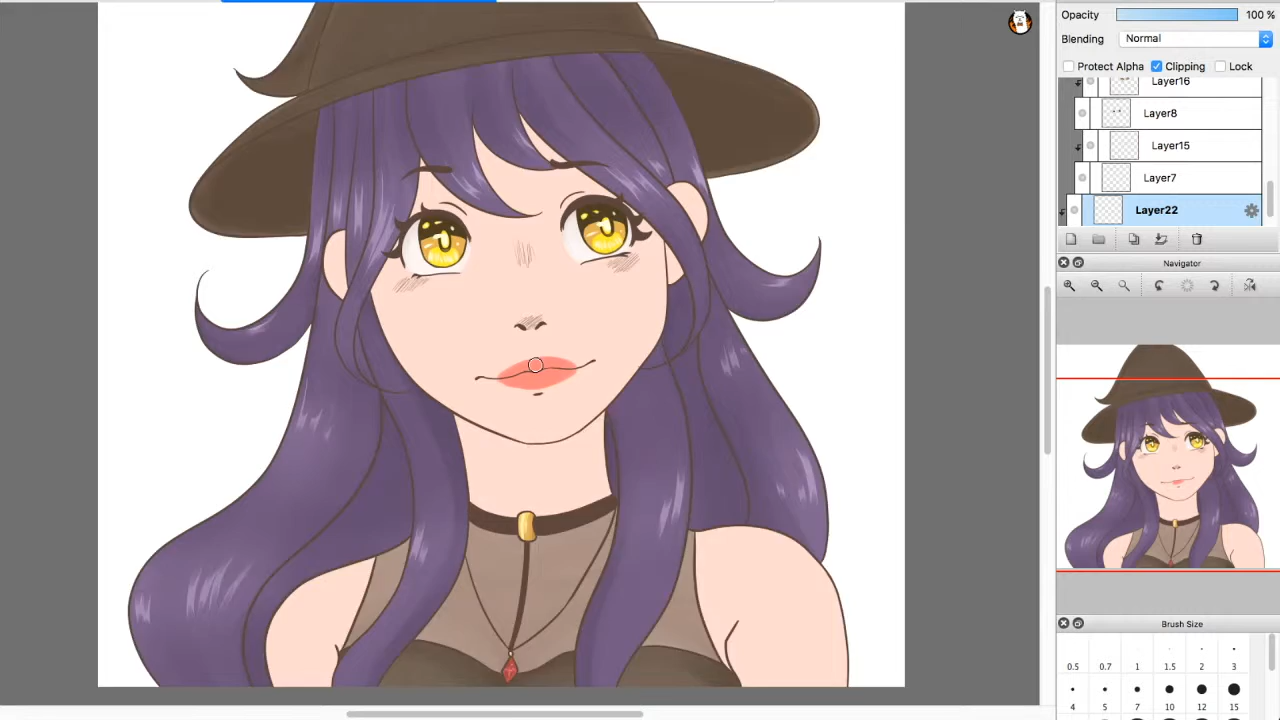 Opacity 100 %
Blending Normal
Protect Alpha Clipping Lock
Layer16
Layer8
Layer15
Layer7
Layer22
Navigator
Brush Size
0.5 0.7 1 1.5 2 3
4 5 7 10 12 15